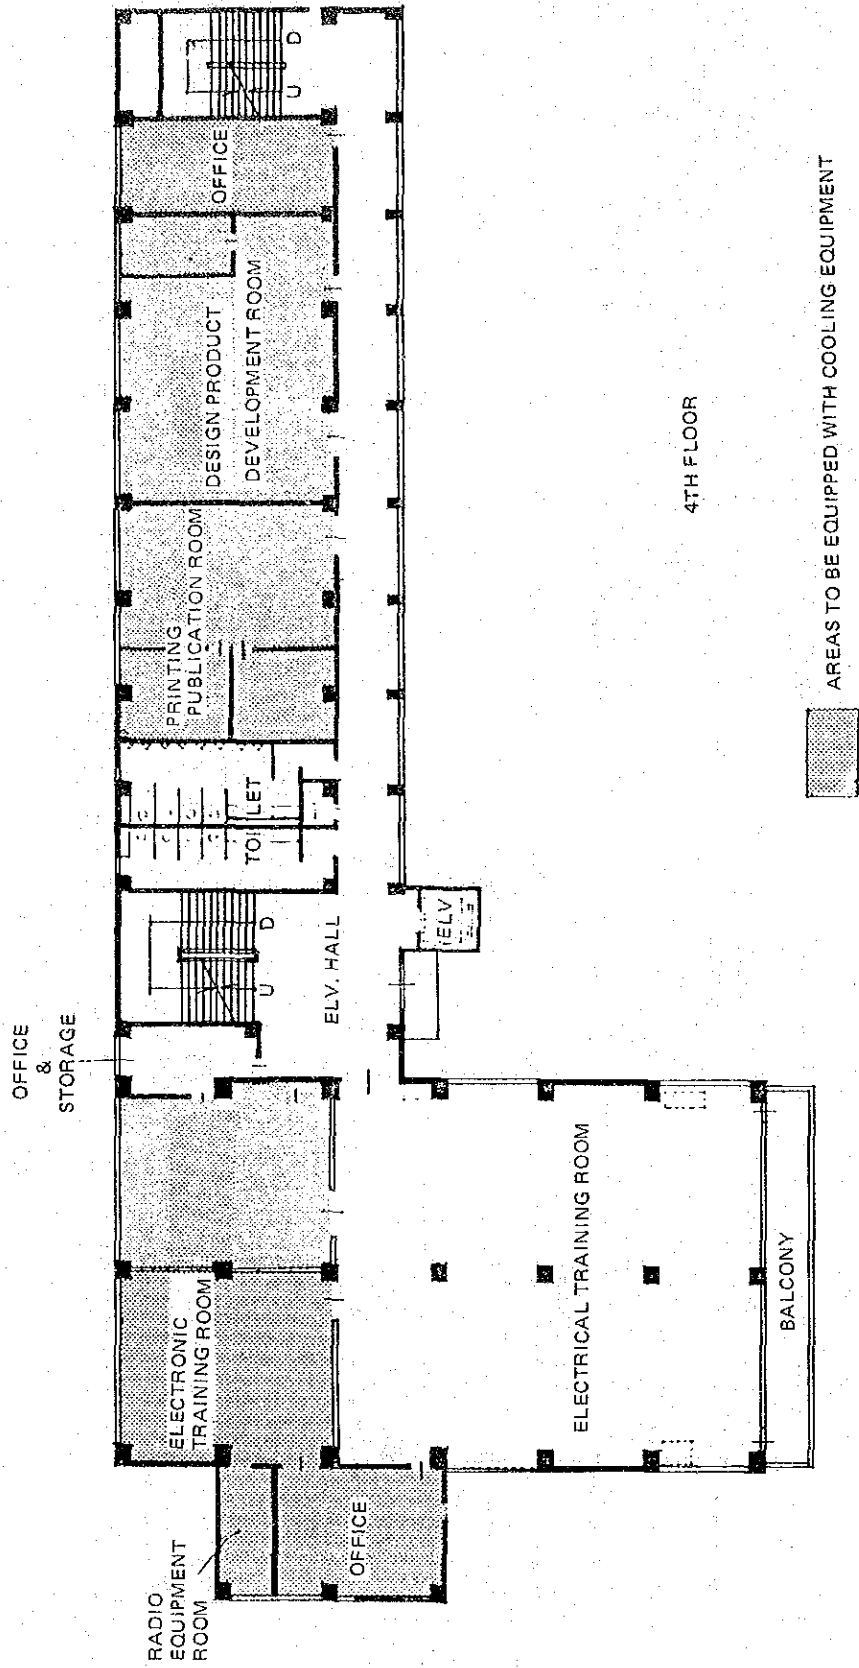 RADIO
EQUIPMENT
ROOM
OFFICE
ELECTRONIC
TRAINING ROOM
ELECTRICAL TRAINING ROOM
BALCONY
OFFICE
&
STORAGE
U
D
ELV. HALL
ELV
TOILET
PRINTING
PUBLICATION ROOM
DESIGN PRODUCT
DEVELOPMENT ROOM
OFFICE
U
D
4TH FLOOR
AREAS TO BE EQUIPPED WITH COOLING EQUIPMENT